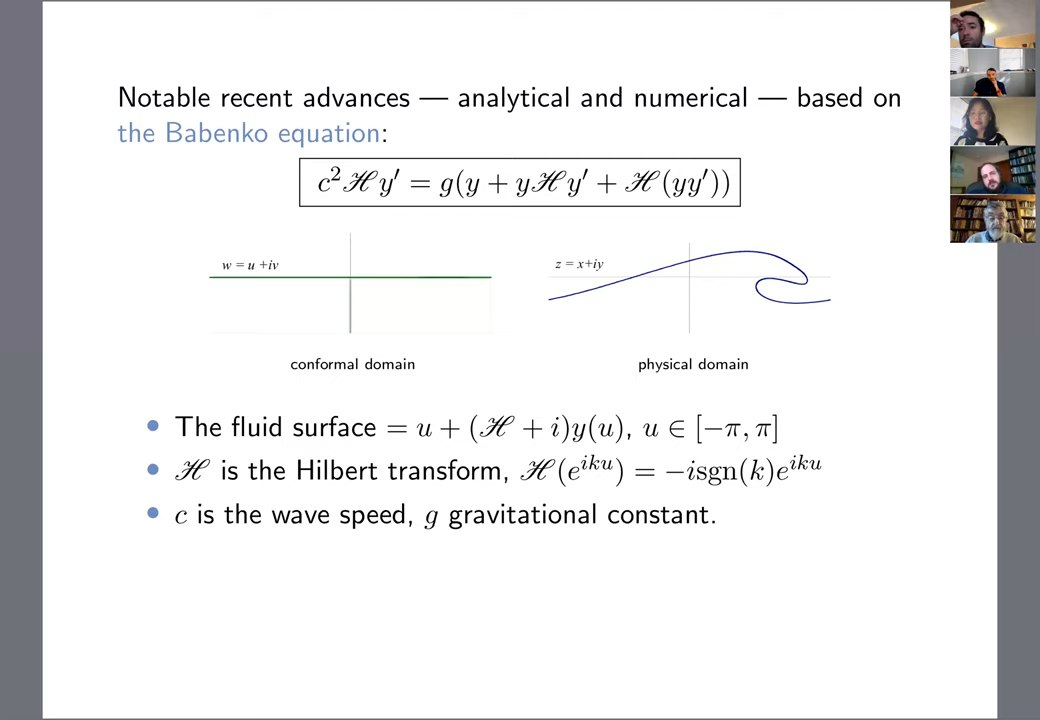 Notable recent advances — analytical and numerical — based on
the Babenko equation:
c²ℋy′ = g(y + yℋy′ + ℋ(yy′))
w = u +iv
z = x+iy
conformal domain
physical domain
• The fluid surface = u + (ℋ + i)y(u), u ∈ [−π, π]
• ℋ is the Hilbert transform, ℋ(e^{iku}) = −isgn(k)e^{iku}
• c is the wave speed, g gravitational constant.